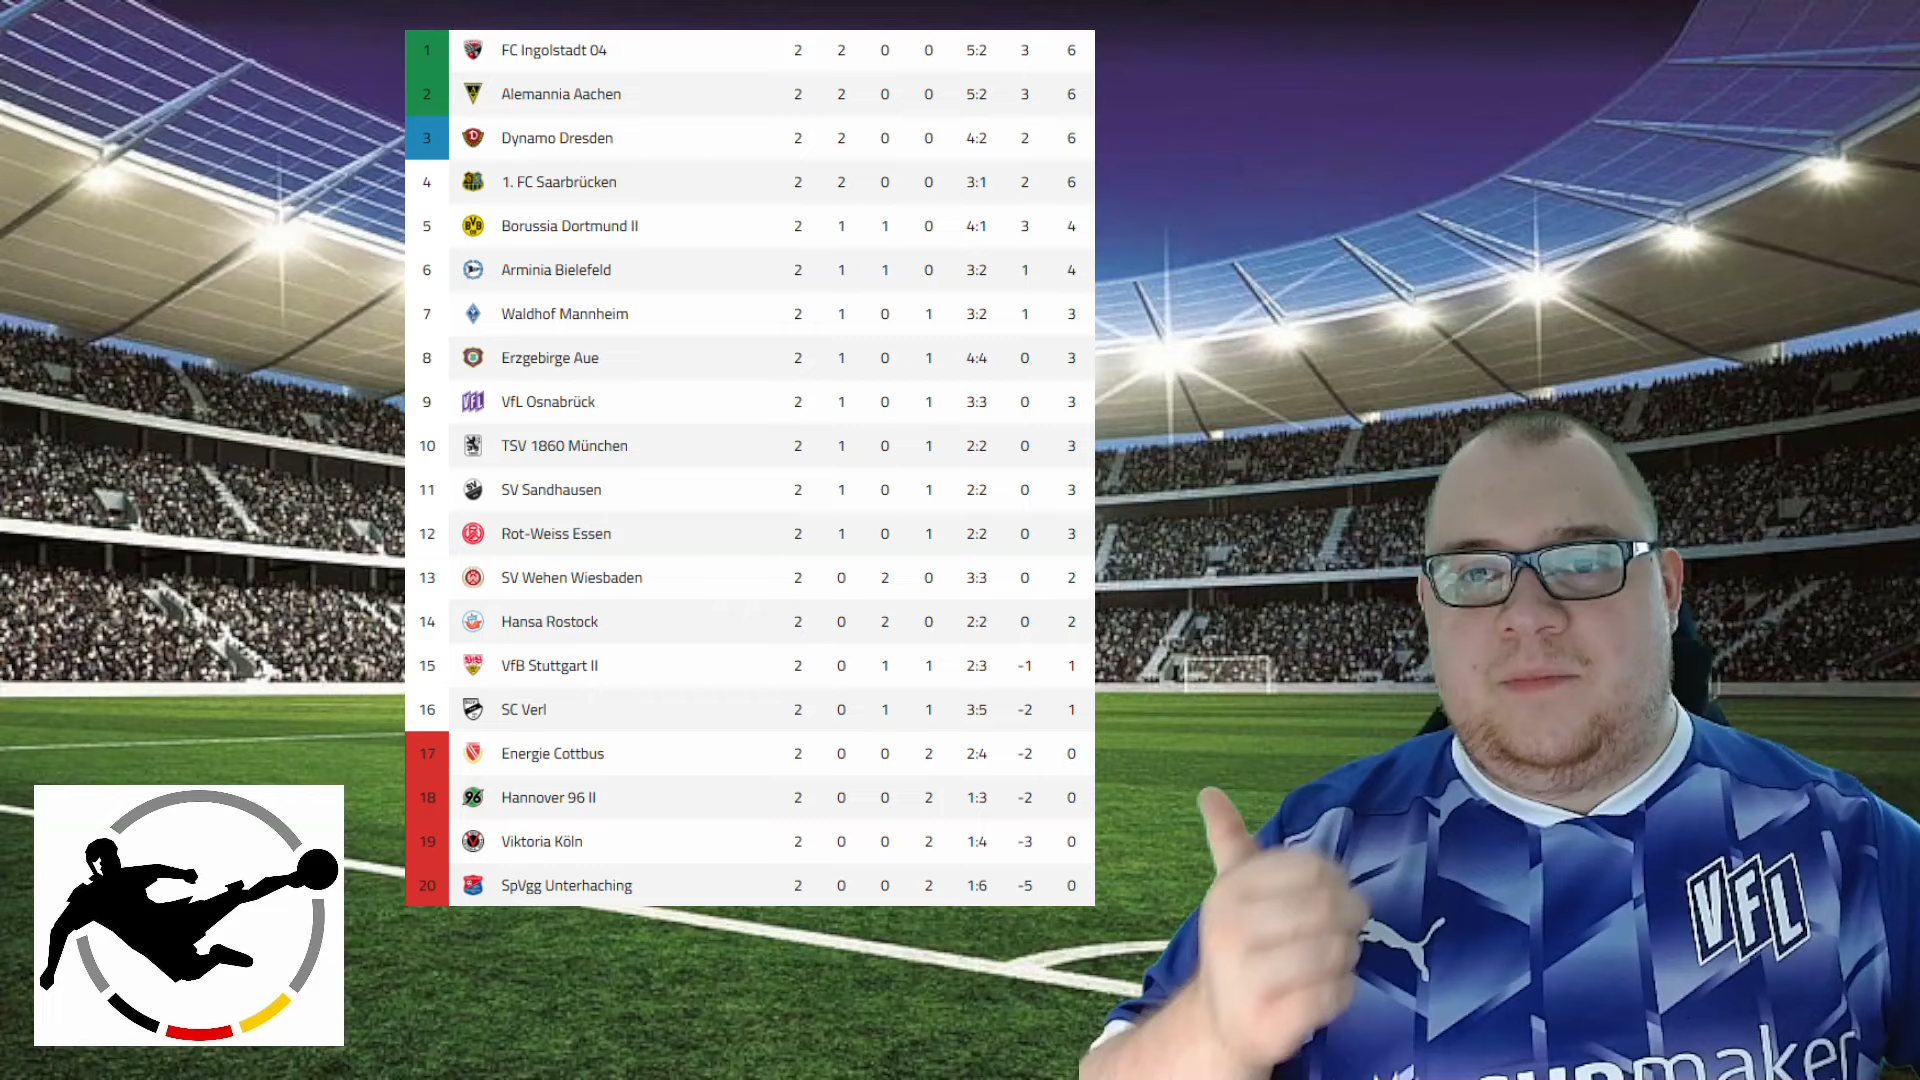 1 FC Ingolstadt 04 2 2 0 0 5:2 3 6
2 Alemannia Aachen 2 2 0 0 5:2 3 6
3 Dynamo Dresden 2 2 0 0 4:2 2 6
4 1. FC Saarbrücken 2 2 0 0 3:1 2 6
5 Borussia Dortmund II 2 1 1 0 4:1 3 4
6 Arminia Bielefeld 2 1 1 0 3:2 1 4
7 Waldhof Mannheim 2 1 0 1 3:2 1 3
8 Erzgebirge Aue 2 1 0 1 4:4 0 3
9 VfL Osnabrück 2 1 0 1 3:3 0 3
10 TSV 1860 München 2 1 0 1 2:2 0 3
11 SV Sandhausen 2 1 0 1 2:2 0 3
12 Rot-Weiss Essen 2 1 0 1 2:2 0 3
13 SV Wehen Wiesbaden 2 0 2 0 3:3 0 2
14 Hansa Rostock 2 0 2 0 2:2 0 2
15 VfB Stuttgart II 2 0 1 1 2:3 -1 1
16 SC Verl 2 0 1 1 3:5 -2 1
17 Energie Cottbus 2 0 0 2 2:4 -2 0
18 Hannover 96 II 2 0 0 2 1:3 -2 0
19 Viktoria Köln 2 0 0 2 1:4 -3 0
20 SpVgg Unterhaching 2 0 0 2 1:6 -5 0
VFL